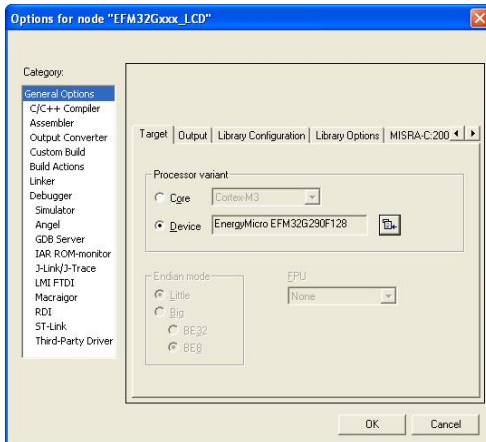 Options for node "EFM32Gxxx_LCD"
Category:
General Options
C/C++ Compiler
Assembler
Output Converter
Custom Build
Build Actions
Linker
Debugger
Simulator
Angel
GDB Server
IAR ROM-monitor
J-Link/J-Trace
LMI FTDI
Macraigor
RDI
ST-Link
Third-Party Driver
Target Output Library Configuration Library Options MISRA-C:200
Processor variant
Core Cortex-M3
Device EnergyMicro EFM32G290F128
Endian mode
Little
Big
BE32
BE8
FPU
None
OK Cancel